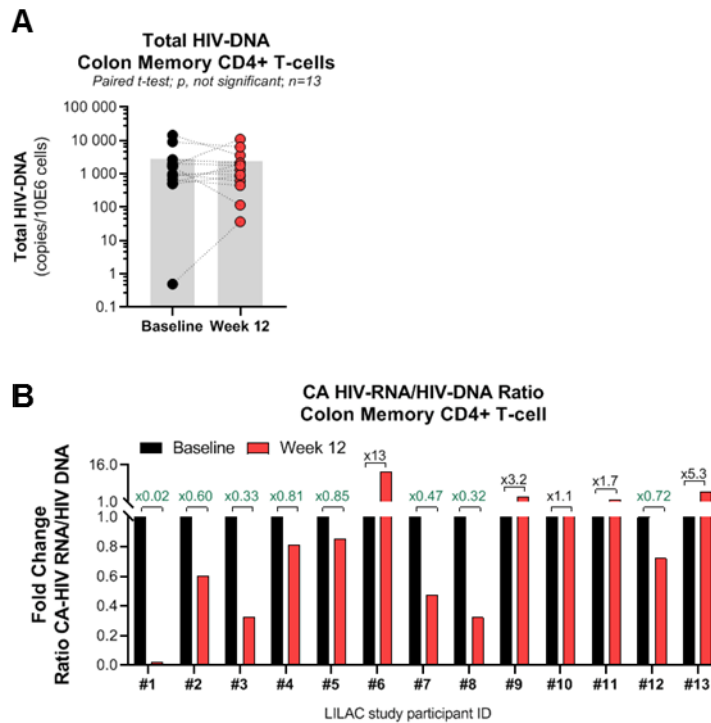 A
Total HIV-DNA
Colon Memory CD4+ T-cells
Paired t-test; p, not significant; n=13
Total HIV-DNA
(copies/10E6 cells)
100 000
10 000
1 000
100
10
1
0.1
Baseline Week 12
B
CA HIV-RNA/HIV-DNA Ratio
Colon Memory CD4+ T-cell
Baseline Week 12
Fold Change
Ratio CA-HIV RNA/HIV DNA
16.0
1.0
1.0
0.8
0.6
0.4
0.2
0.0
x0.02 x0.60 x0.33 x0.81 x0.85 x13 x0.47 x0.32 x3.2 x1.1 x1.7 x0.72 x5.3
#1 #2 #3 #4 #5 #6 #7 #8 #9 #10 #11 #12 #13
LILAC study participant ID